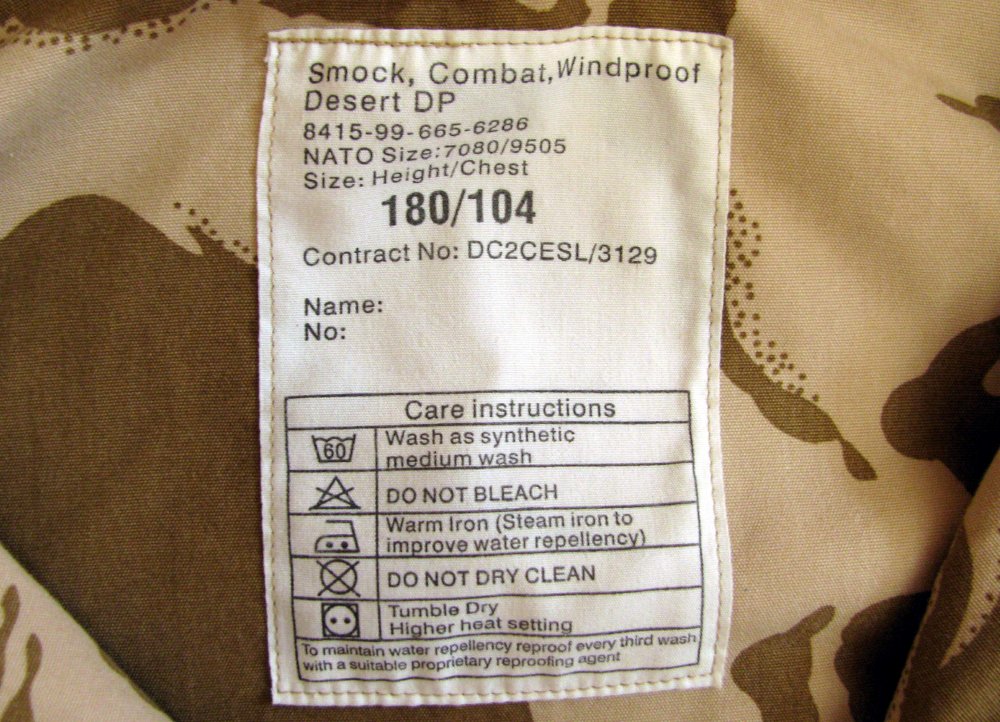 Smock, Combat, Windproof
Desert DP
8415-99-665-6286
NATO Size:7080/9505
Size: Height/Chest
180/104
Contract No: DC2CESL/3129
Name:
No:
Care instructions
60
Wash as synthetic
medium wash
DO NOT BLEACH
Warm Iron (Steam iron to
improve water repellency)
DO NOT DRY CLEAN
Tumble Dry
Higher heat setting
To maintain water repellency reproof every third wash
with a suitable proprietary reproofing agent